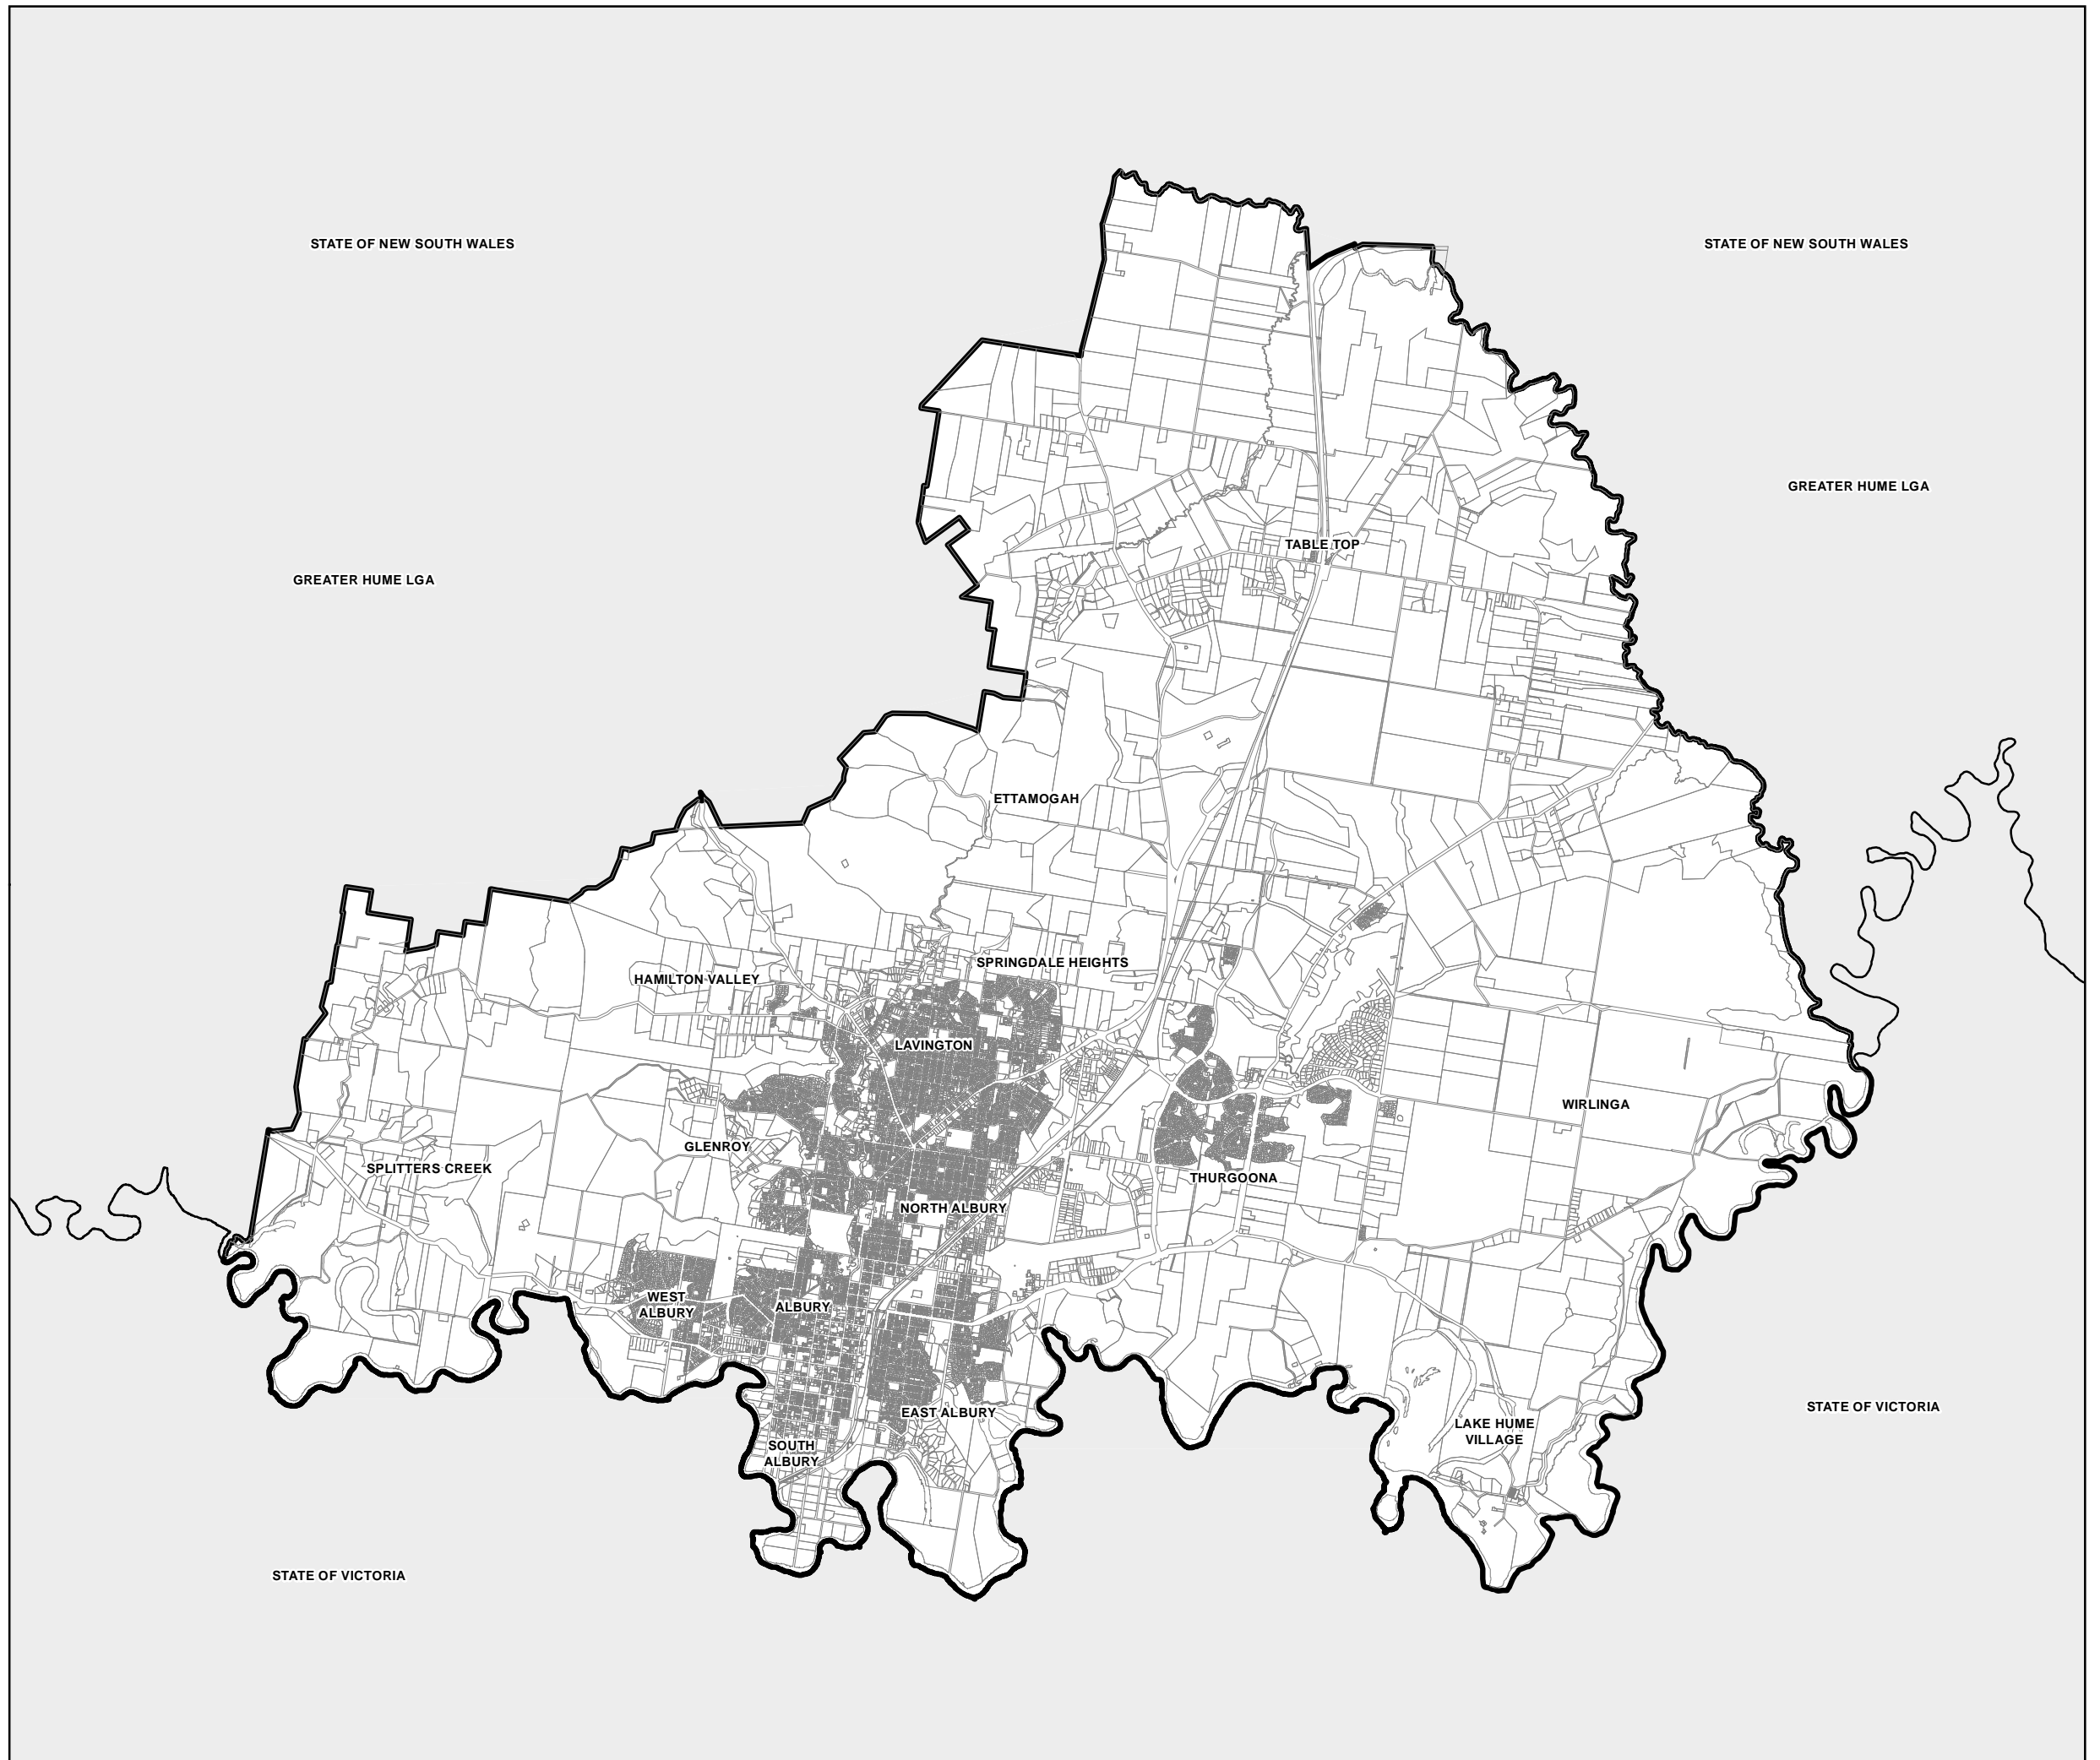 STATE OF NEW SOUTH WALES
STATE OF NEW SOUTH WALES
GREATER HUME LGA
TABLE TOP
GREATER HUME LGA
ETTAMOGAH
SPRINGDALE HEIGHTS
HAMILTON VALLEY
LAVINGTON
WIRLINGA
GLENROY
SPLITTERS CREEK
THURGOONA
NORTH ALBURY
WEST
ALBURY
ALBURY
STATE OF VICTORIA
EAST ALBURY
LAKE HUME
VILLAGE
SOUTH
ALBURY
STATE OF VICTORIA